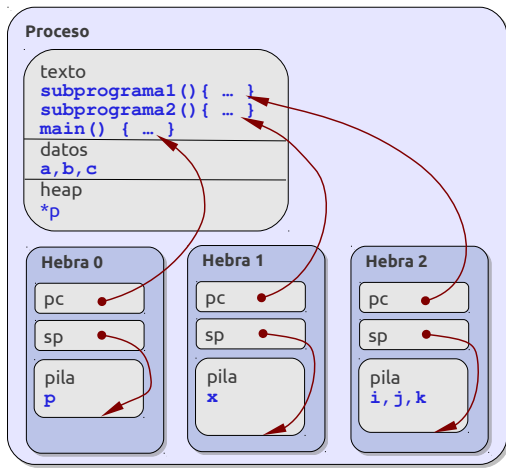 Proceso
texto
subprograma1(){ … }
subprograma2(){ … }
main() { … }
datos
a,b,c
heap
*p
Hebra 0
pc
sp
pila
p
Hebra 1
pc
sp
pila
x
Hebra 2
pc
sp
pila
i,j,k